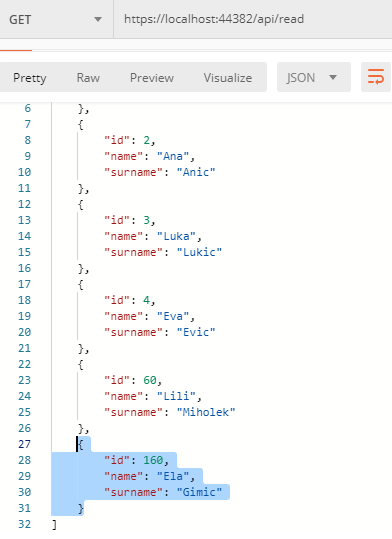 GET https://localhost:44382/api/read
Pretty Raw Preview Visualize JSON
6 },
7 {
8 "id": 2,
9 "name": "Ana",
10 "surname": "Anic"
11 },
12 {
13 "id": 3,
14 "name": "Luka",
15 "surname": "Lukic"
16 },
17 {
18 "id": 4,
19 "name": "Eva",
20 "surname": "Evic"
21 },
22 {
23 "id": 60,
24 "name": "Lili",
25 "surname": "Miholek"
26 },
27 {
28 "id": 160,
29 "name": "Ela",
30 "surname": "Gimic"
31 }
32 ]